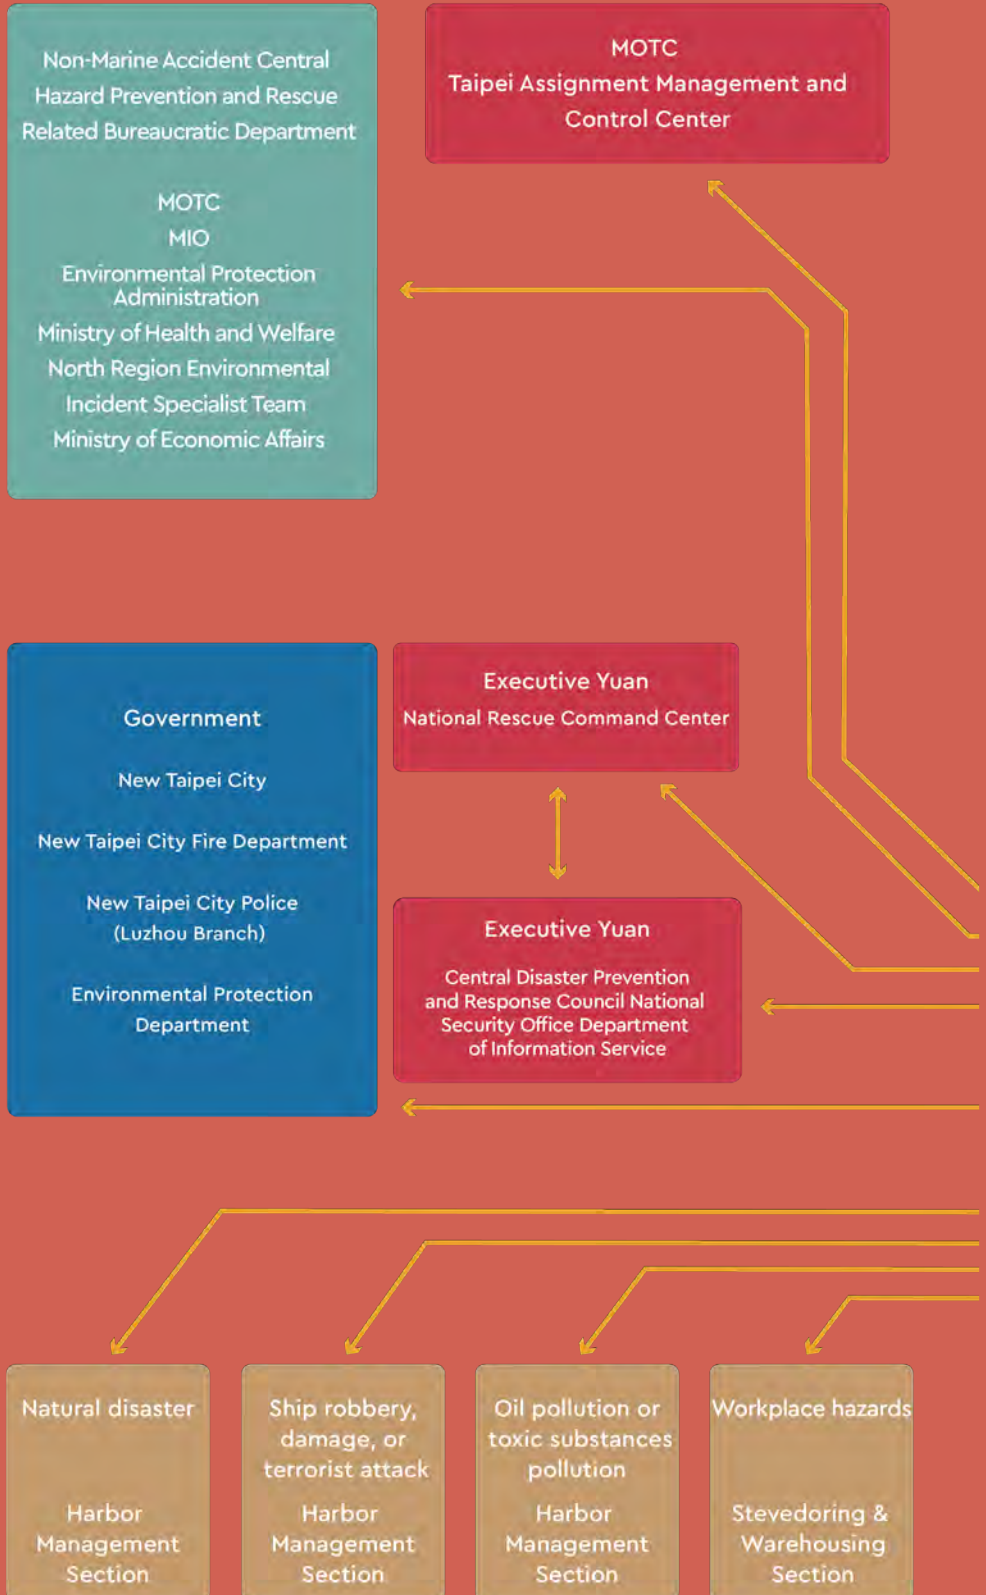 Non-Marine Accident Central
Hazard Prevention and Rescue
Related Bureaucratic Department
MOTC
MIO
Environmental Protection
Administration
Ministry of Health and Welfare
North Region Environmental
Incident Specialist Team
Ministry of Economic Affairs
MOTC
Taipei Assignment Management and
Control Center
Government
New Taipei City
New Taipei City Fire Department
New Taipei City Police
(Luzhou Branch)
Environmental Protection
Department
Executive Yuan
National Rescue Command Center
Executive Yuan
Central Disaster Prevention
and Response Council National
Security Office Department
of Information Service
Natural disaster
Harbor
Management
Section
Ship robbery,
damage, or
terrorist attack
Harbor
Management
Section
Oil pollution or
toxic substances
pollution
Harbor
Management
Section
Workplace hazards
Stevedoring &
Warehousing
Section